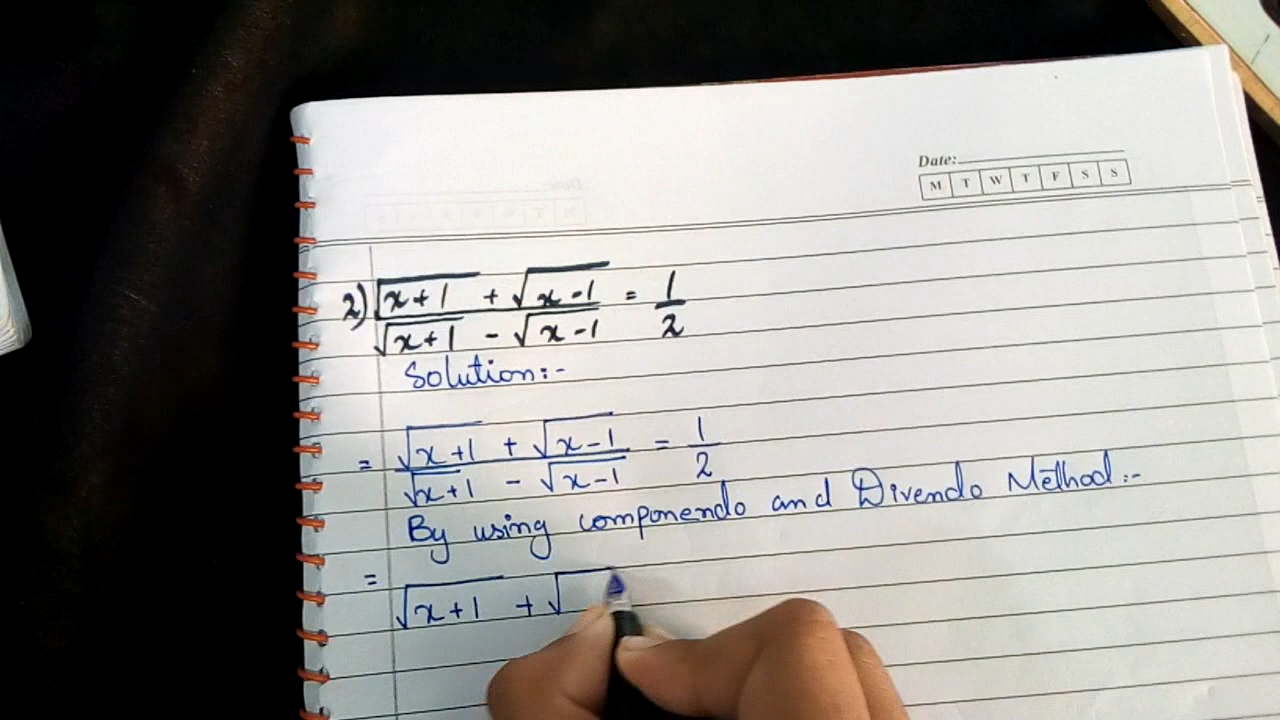 Date:
M T W T F S S
2) √x+1 + √x-1 / √x+1 - √x-1 = 1/2
Solution:-
= √x+1 + √x-1 / √x+1 - √x-1 = 1/2
By using componendo and Divendo Method:-
= √x+1 + √